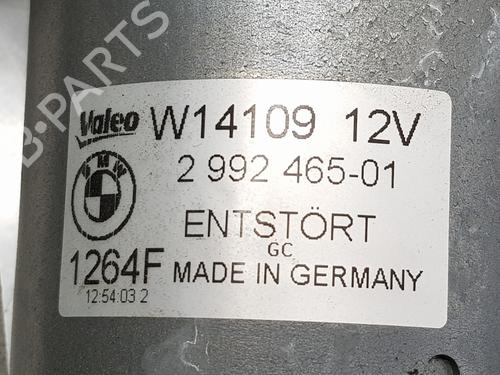 Valeo W14109 12V
BMW 2 992 465-01
ENTSTÖRT
GC
1264F MADE IN GERMANY
12:54:03 2
B-PARTS